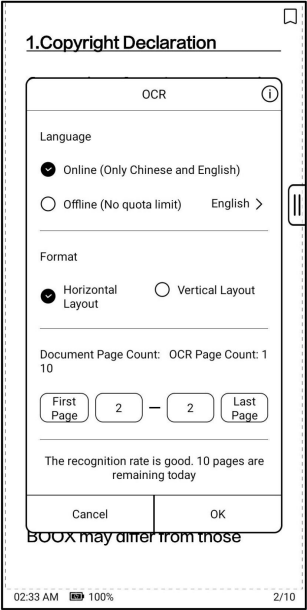 1.Copyright Declaration
OCR
Language
Online (Only Chinese and English)
Offline (No quota limit) English >
Format
Horizontal Layout
Vertical Layout
Document Page Count: 10
OCR Page Count: 1
First Page 2 – 2 Last Page
The recognition rate is good. 10 pages are
remaining today
Cancel OK
BOOX may differ from those
02:33 AM 100% 2/10